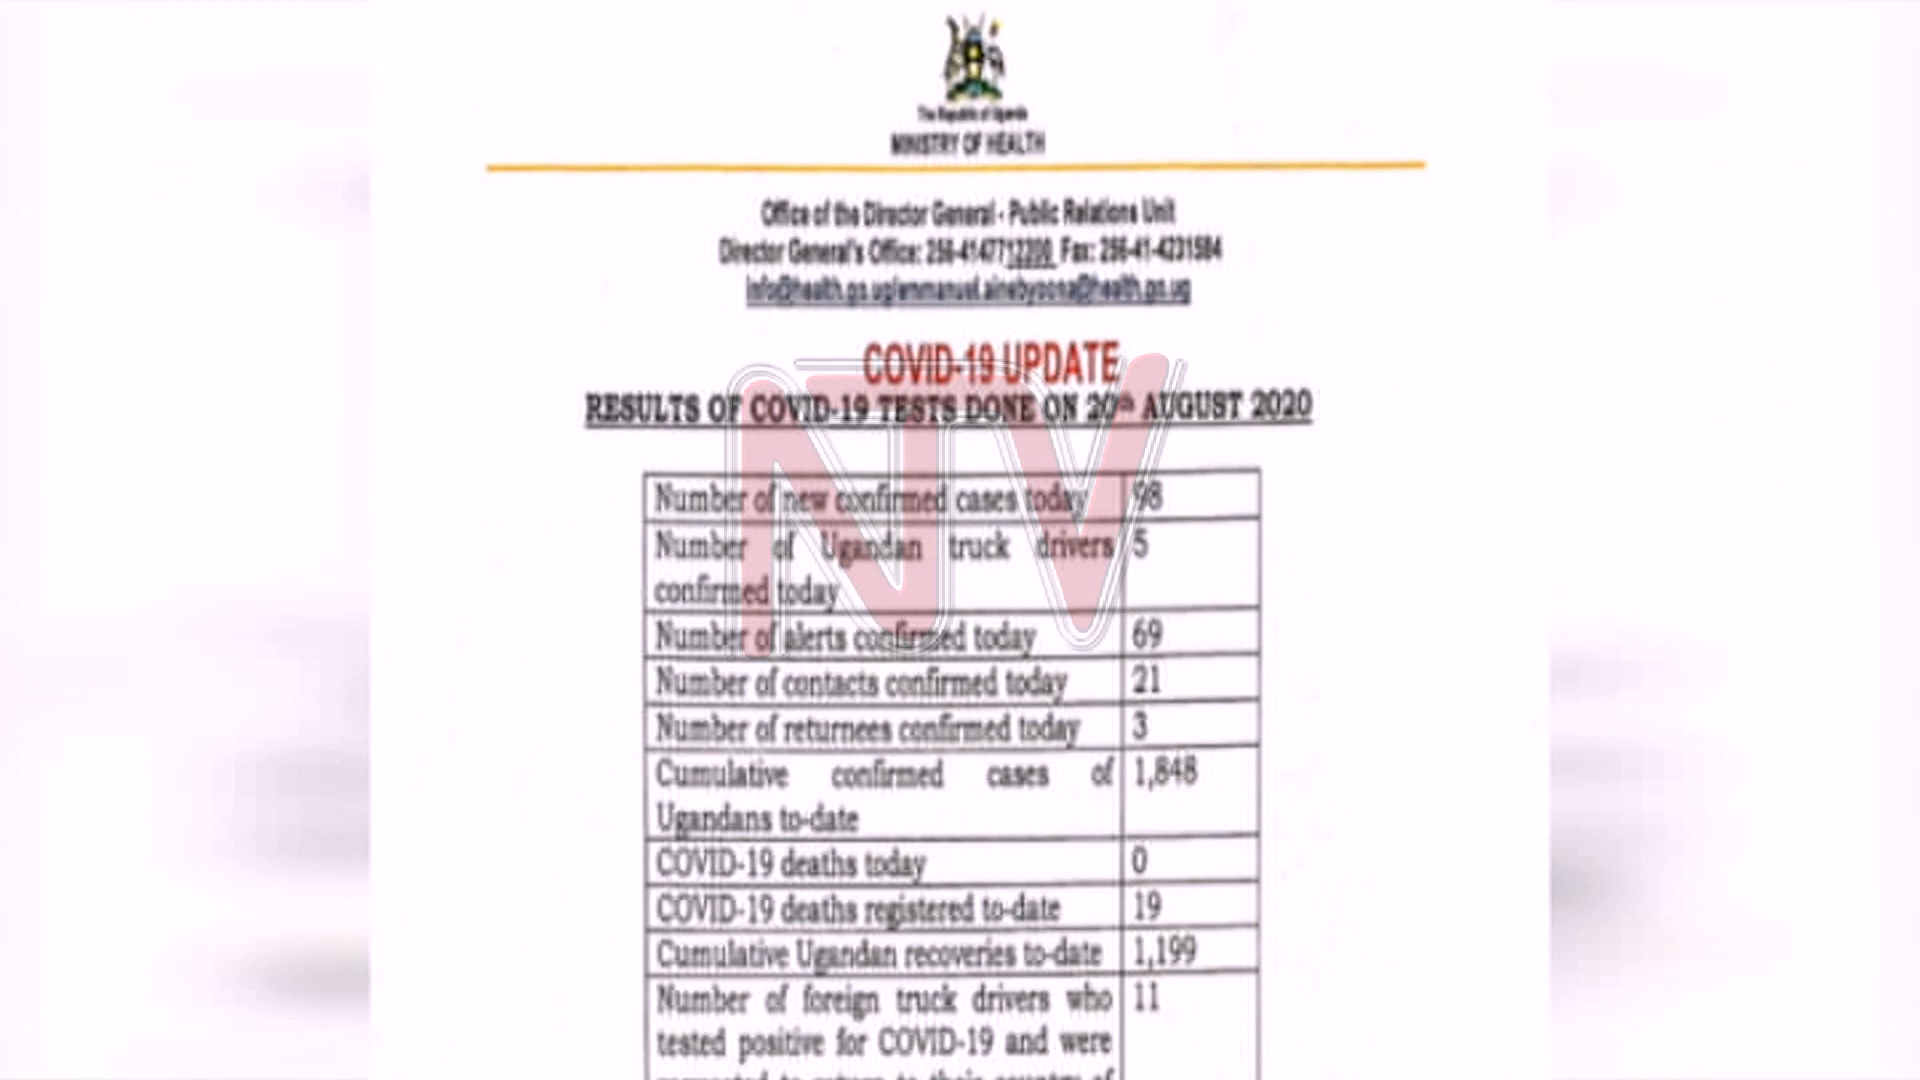 The Republic of Uganda
MINISTRY OF HEALTH
Office of the Director General - Public Relations Unit
Director General's Office: 256-4147712200 Fax: 256-41-4231584
COVID-19 UPDATE
RESULTS OF COVID-19 TESTS DONE ON 20th AUGUST 2020
NV
Number of new confirmed cases today 98
Number of Ugandan truck drivers 5
confirmed today
Number of alerts confirmed today 69
Number of contacts confirmed today 21
Number of returnees confirmed today 3
Cumulative confirmed cases of 1,848
Ugandans to-date
COVID-19 deaths today 0
COVID-19 deaths registered to-date 19
Cumulative Ugandan recoveries to-date 1,199
Number of foreign truck drivers who 11
tested positive for COVID-19 and were